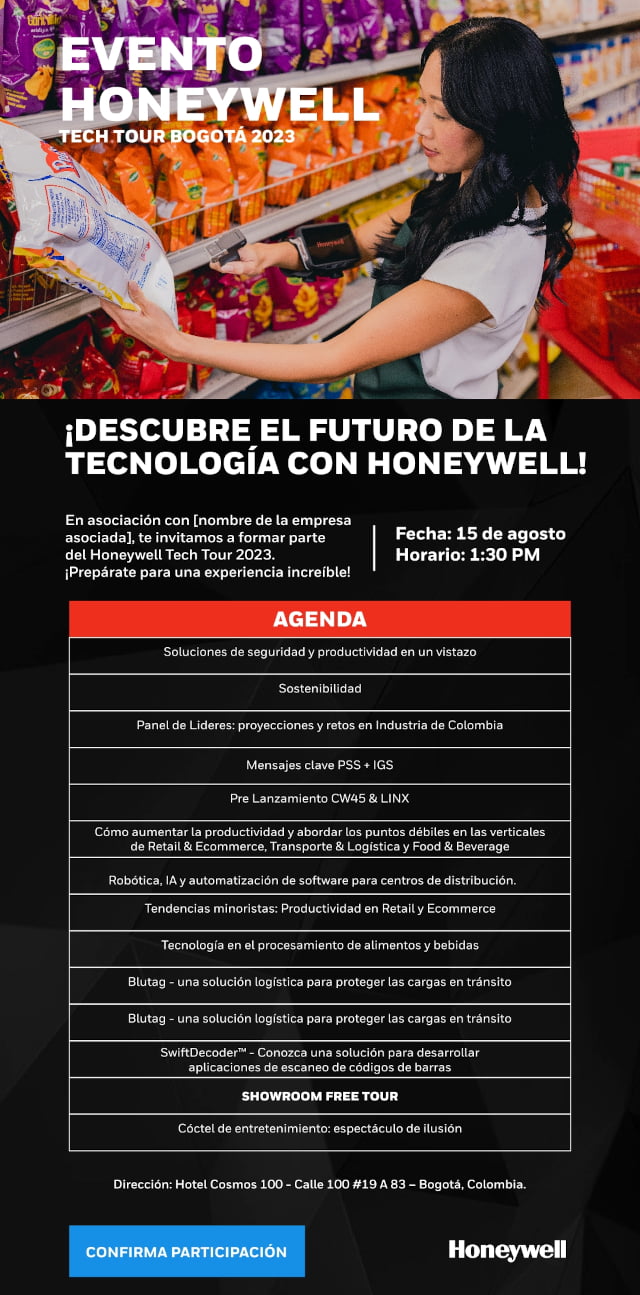 EVENTO
HONEYWELL
TECH TOUR BOGOTÁ 2023
Honeywell
¡DESCUBRE EL FUTURO DE LA
TECNOLOGÍA CON HONEYWELL!
En asociación con [nombre de la empresa
asociada], te invitamos a formar parte
del Honeywell Tech Tour 2023.
¡Prepárate para una experiencia increíble!
Fecha: 15 de agosto
Horario: 1:30 PM
AGENDA
Soluciones de seguridad y productividad en un vistazo
Sostenibilidad
Panel de Lideres: proyecciones y retos en Industria de Colombia
Mensajes clave PSS + IGS
Pre Lanzamiento CW45 & LINX
Cómo aumentar la productividad y abordar los puntos débiles en las verticales
de Retail & Ecommerce, Transporte & Logística y Food & Beverage
Robótica, IA y automatización de software para centros de distribución.
Tendencias minoristas: Productividad en Retail y Ecommerce
Tecnología en el procesamiento de alimentos y bebidas
Blutag - una solución logística para proteger las cargas en tránsito
Blutag - una solución logística para proteger las cargas en tránsito
SwiftDecoder™ - Conozca una solución para desarrollar
aplicaciones de escaneo de códigos de barras
SHOWROOM FREE TOUR
Cóctel de entretenimiento: espectáculo de ilusión
Dirección: Hotel Cosmos 100 - Calle 100 #19 A 83 – Bogotá, Colombia.
CONFIRMA PARTICIPACIÓN
Honeywell